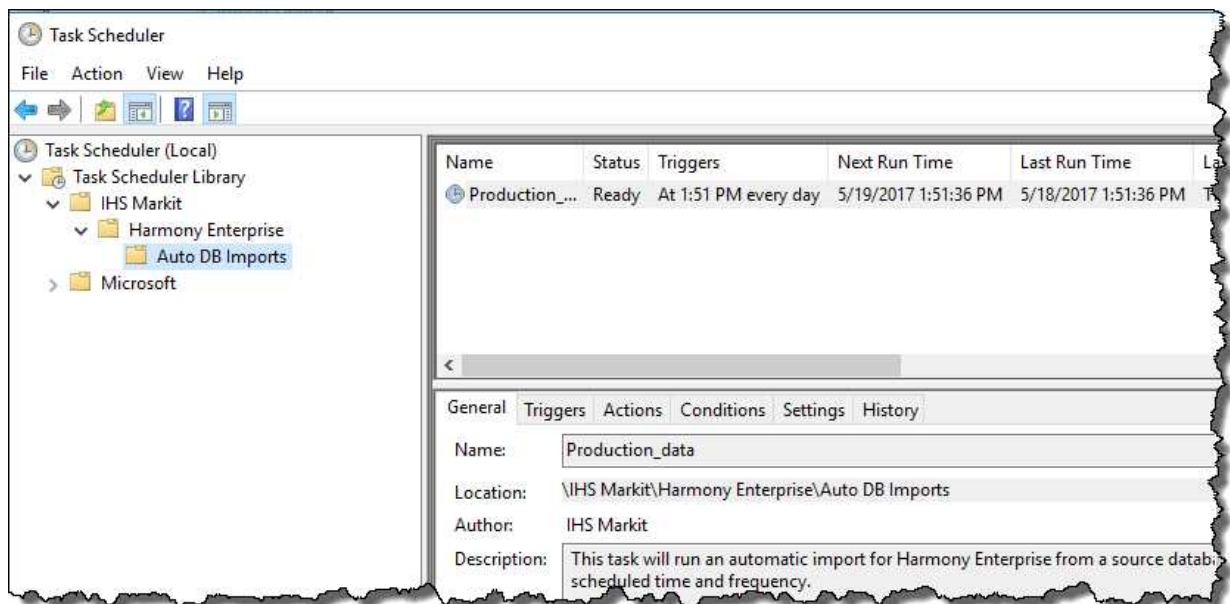 Task Scheduler
File Action View Help
Task Scheduler (Local)
Task Scheduler Library
IHS Markit
Harmony Enterprise
Auto DB Imports
Microsoft
Name Status Triggers Next Run Time Last Run Time
Production_... Ready At 1:51 PM every day 5/19/2017 1:51:36 PM 5/18/2017 1:51:36 PM
General Triggers Actions Conditions Settings History
Name: Production_data
Location: \IHS Markit\Harmony Enterprise\Auto DB Imports
Author: IHS Markit
Description: This task will run an automatic import for Harmony Enterprise from a source
scheduled time and frequency.